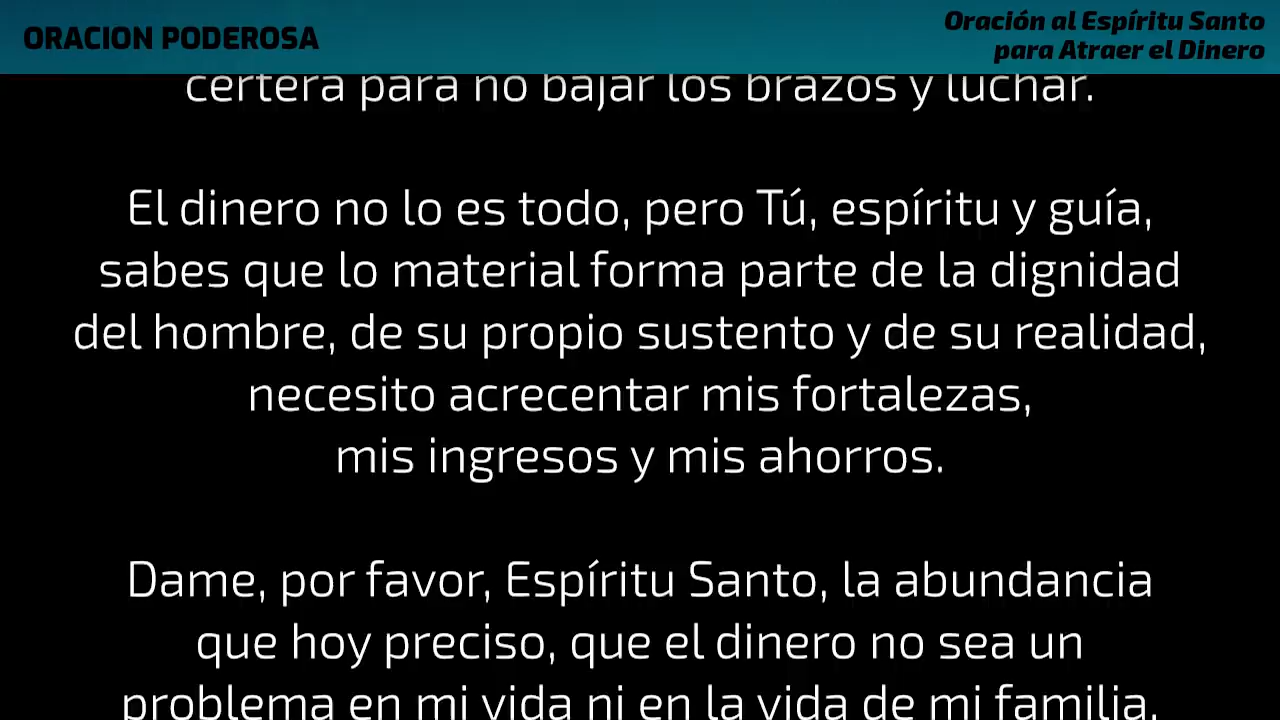 ORACION PODEROSA
Oración al Espíritu Santo
para Atraer el Dinero
certera para no bajar los brazos y luchar.
El dinero no lo es todo, pero Tú, espíritu y guía,
sabes que lo material forma parte de la dignidad
del hombre, de su propio sustento y de su realidad,
necesito acrecentar mis fortalezas,
mis ingresos y mis ahorros.
Dame, por favor, Espíritu Santo, la abundancia
que hoy preciso, que el dinero no sea un
problema en mi vida ni en la vida de mi familia.